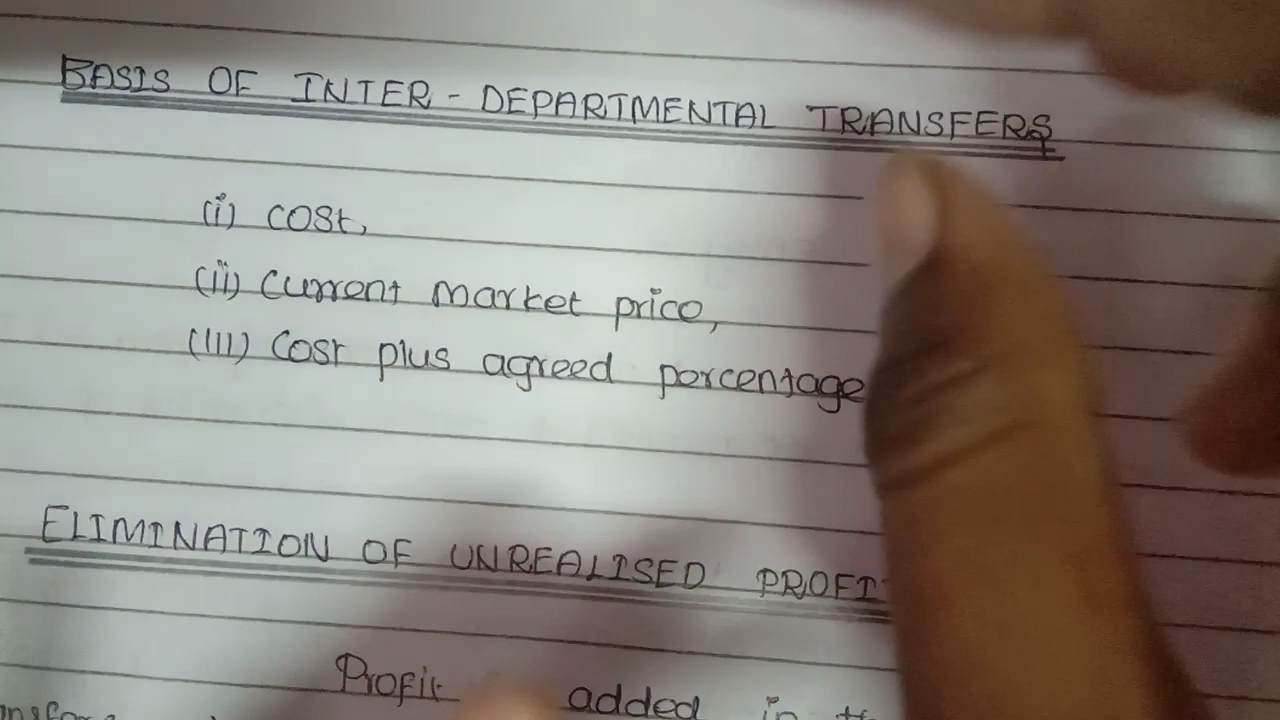 BASIS OF INTER - DEPARTMENTAL TRANSFERS
(i) Cost,
(ii) Current market price,
(III) Cost plus agreed percentage
ELIMINATION OF UNREALISED
Profit added in